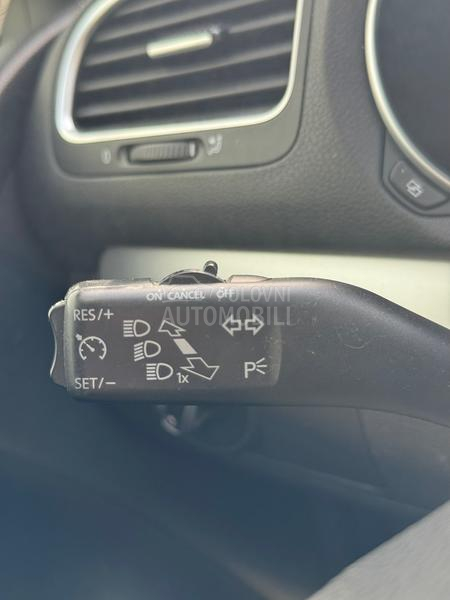 ON CANCEL OFF
POLOVNI
AUTOMOBILI
RES/+
SET/-
1x
P